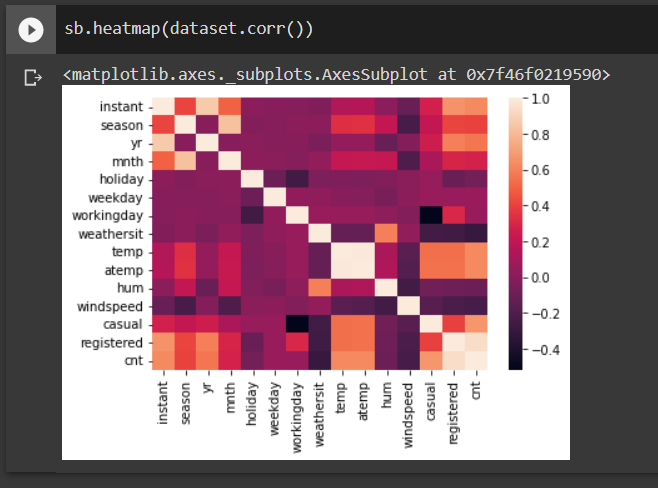 sb.heatmap(dataset.corr())
<matplotlib.axes._subplots.AxesSubplot at 0x7f46f0219590>
instant
season
yr
mnth
holiday
weekday
workingday
weathersit
temp
atemp
hum
windspeed
casual
registered
cnt
1.0
0.8
0.6
0.4
0.2
0.0
−0.2
−0.4
instant
season
yr
mnth
holiday
weekday
workingday
weathersit
temp
atemp
hum
windspeed
casual
registered
cnt